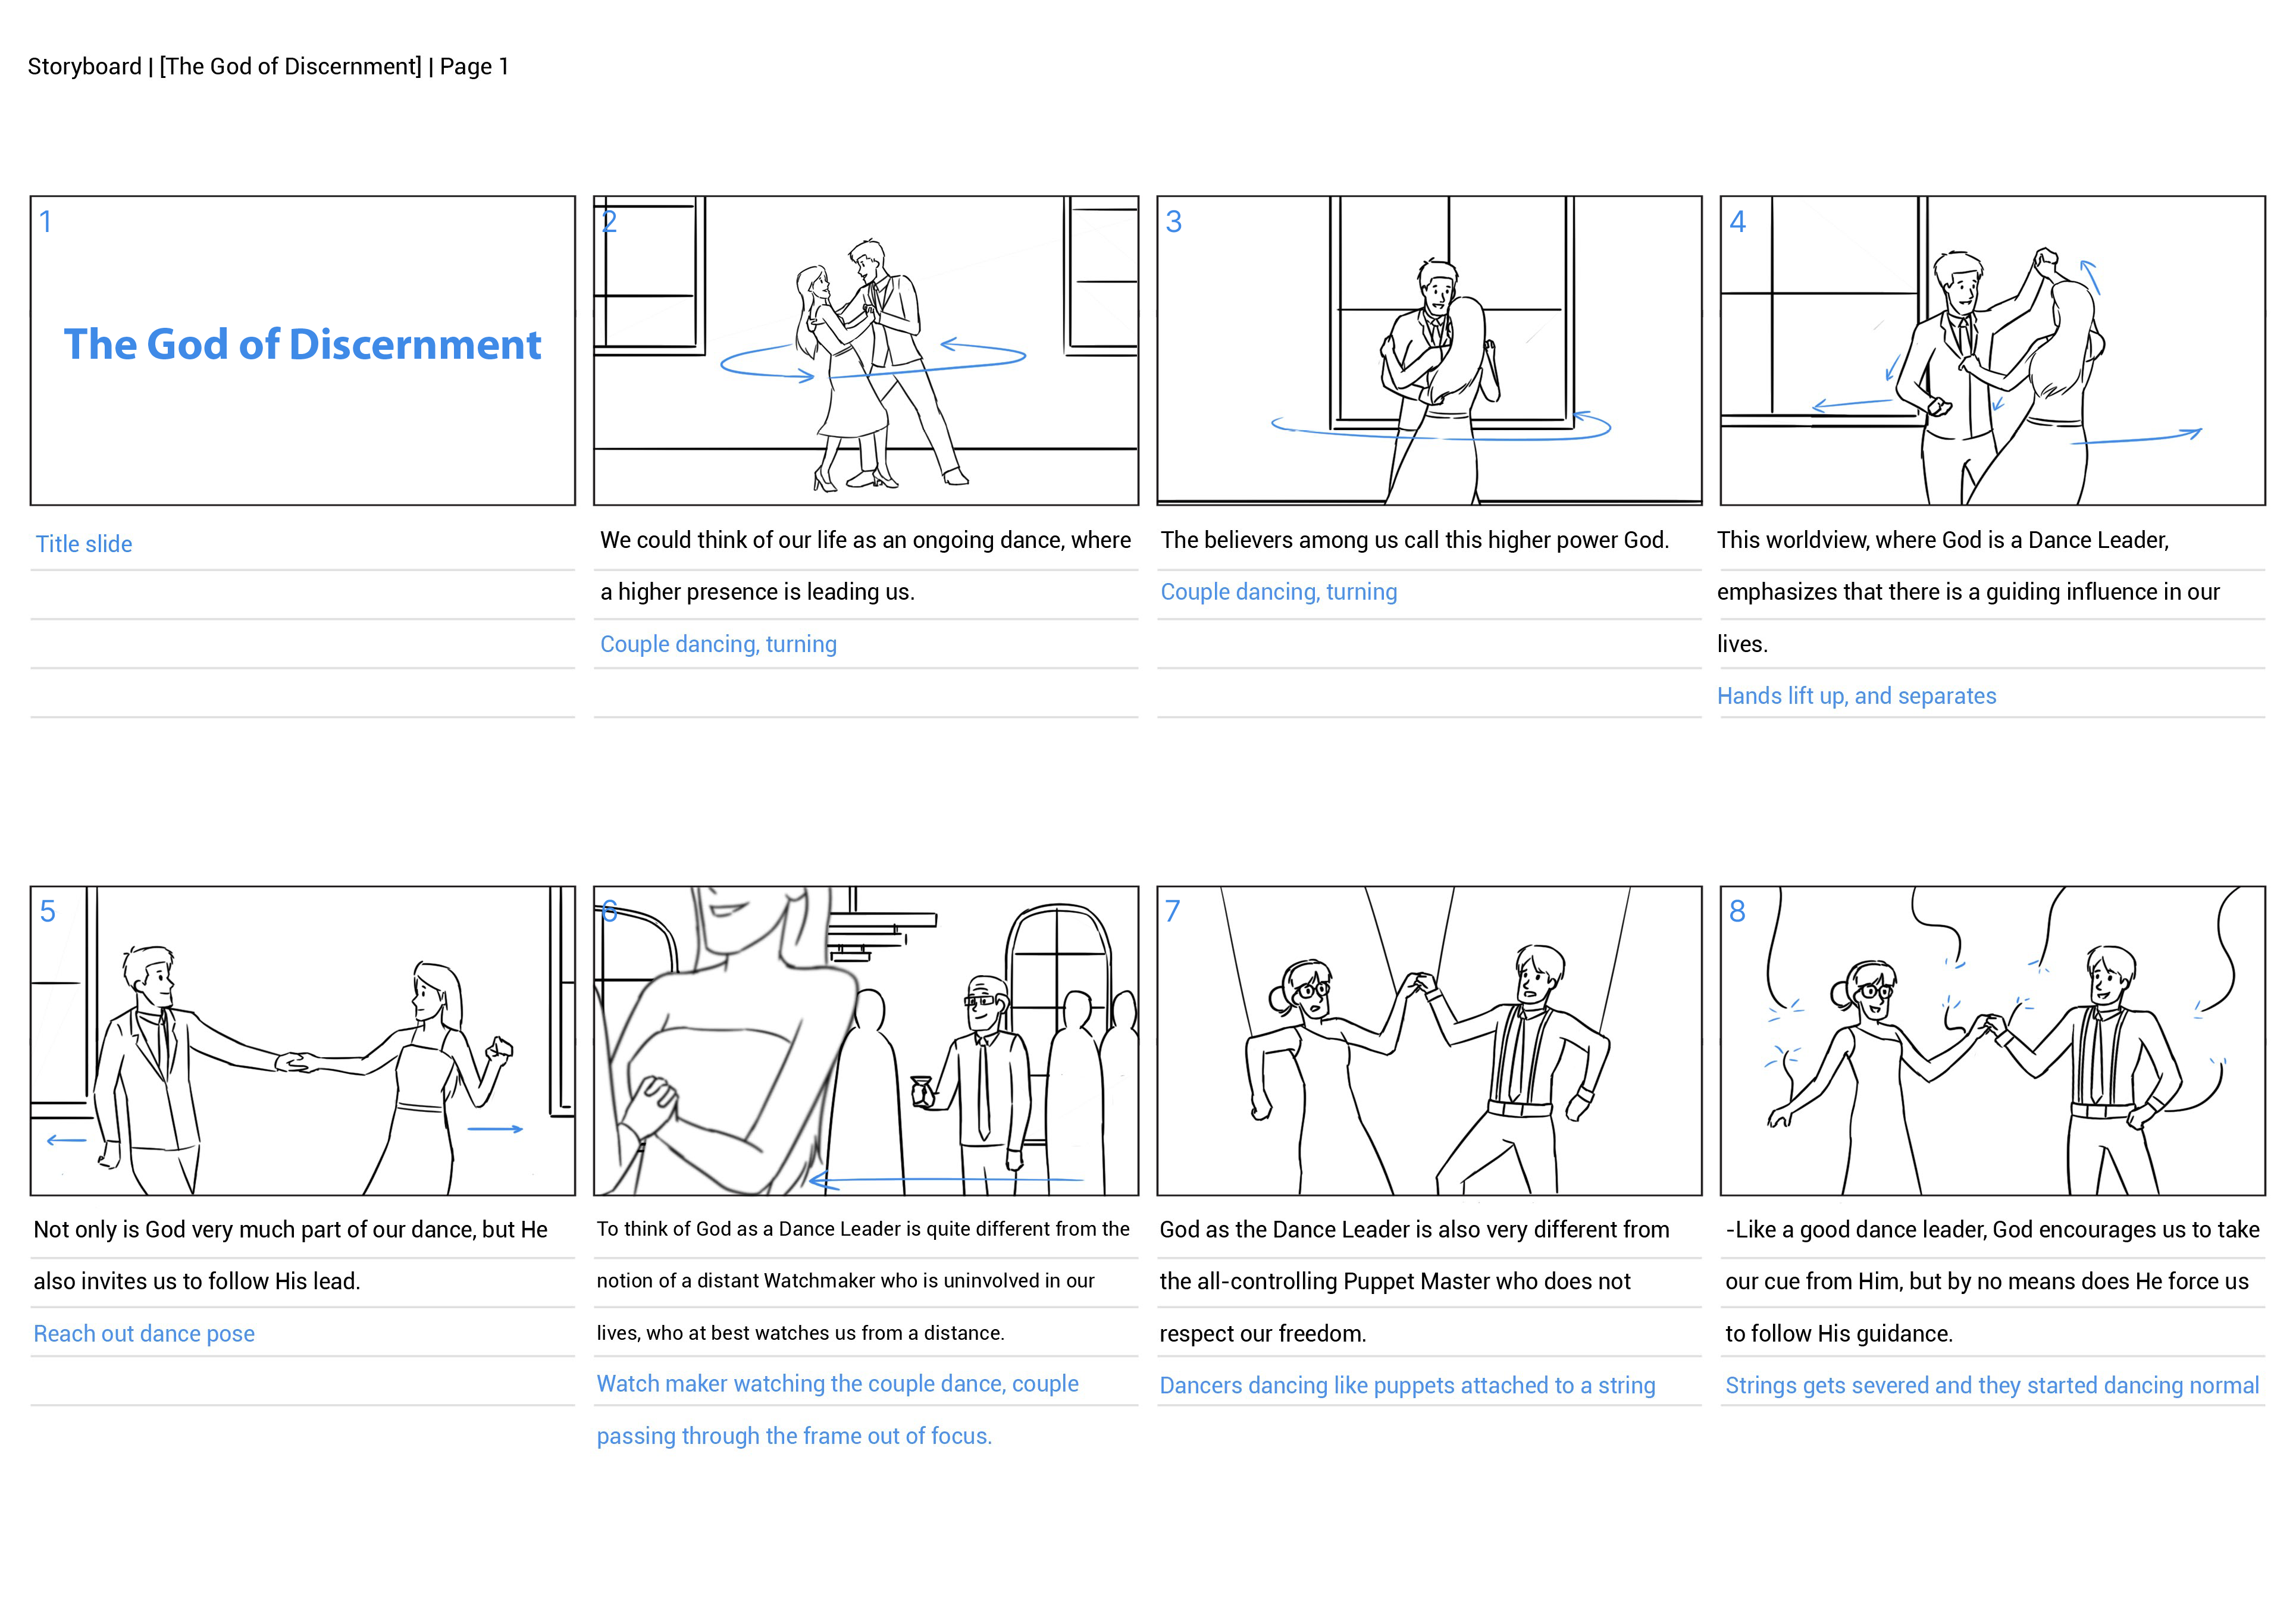 Storyboard | [The God of Discernment] | Page 1
1
The God of Discernment
Title slide
2
We could think of our life as an ongoing dance, where
a higher presence is leading us.
Couple dancing, turning
3
The believers among us call this higher power God.
Couple dancing, turning
4
This worldview, where God is a Dance Leader,
emphasizes that there is a guiding influence in our
lives.
Hands lift up, and separates
5
Not only is God very much part of our dance, but He
also invites us to follow His lead.
Reach out dance pose
6
To think of God as a Dance Leader is quite different from the
notion of a distant Watchmaker who is uninvolved in our
lives, who at best watches us from a distance.
Watch maker watching the couple dance, couple
passing through the frame out of focus.
7
God as the Dance Leader is also very different from
the all-controlling Puppet Master who does not
respect our freedom.
Dancers dancing like puppets attached to a string
8
-Like a good dance leader, God encourages us to take
our cue from Him, but by no means does He force us
to follow His guidance.
Strings gets severed and they started dancing normal